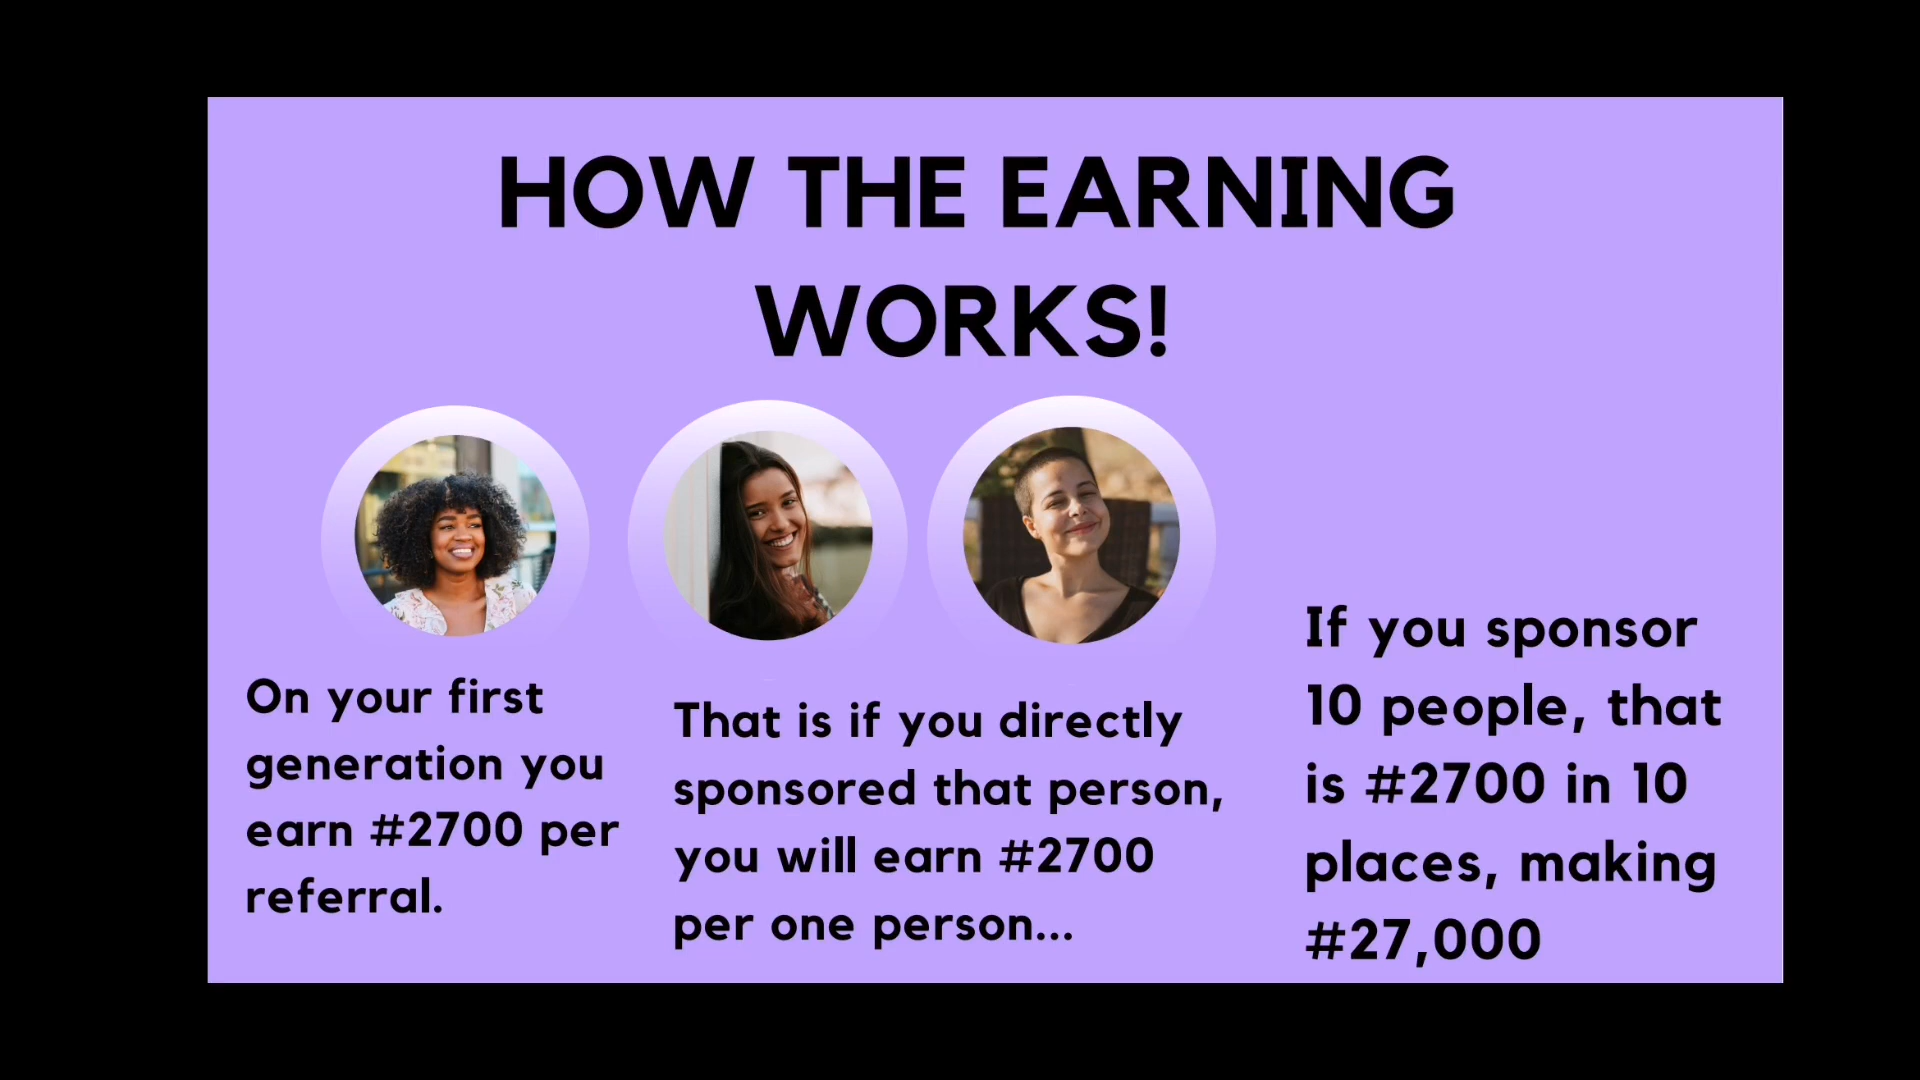 HOW THE EARNING
WORKS!
On your first
generation you
earn #2700 per
referral.
That is if you directly
sponsored that person,
you will earn #2700
per one person...
If you sponsor
10 people, that
is #2700 in 10
places, making
#27,000